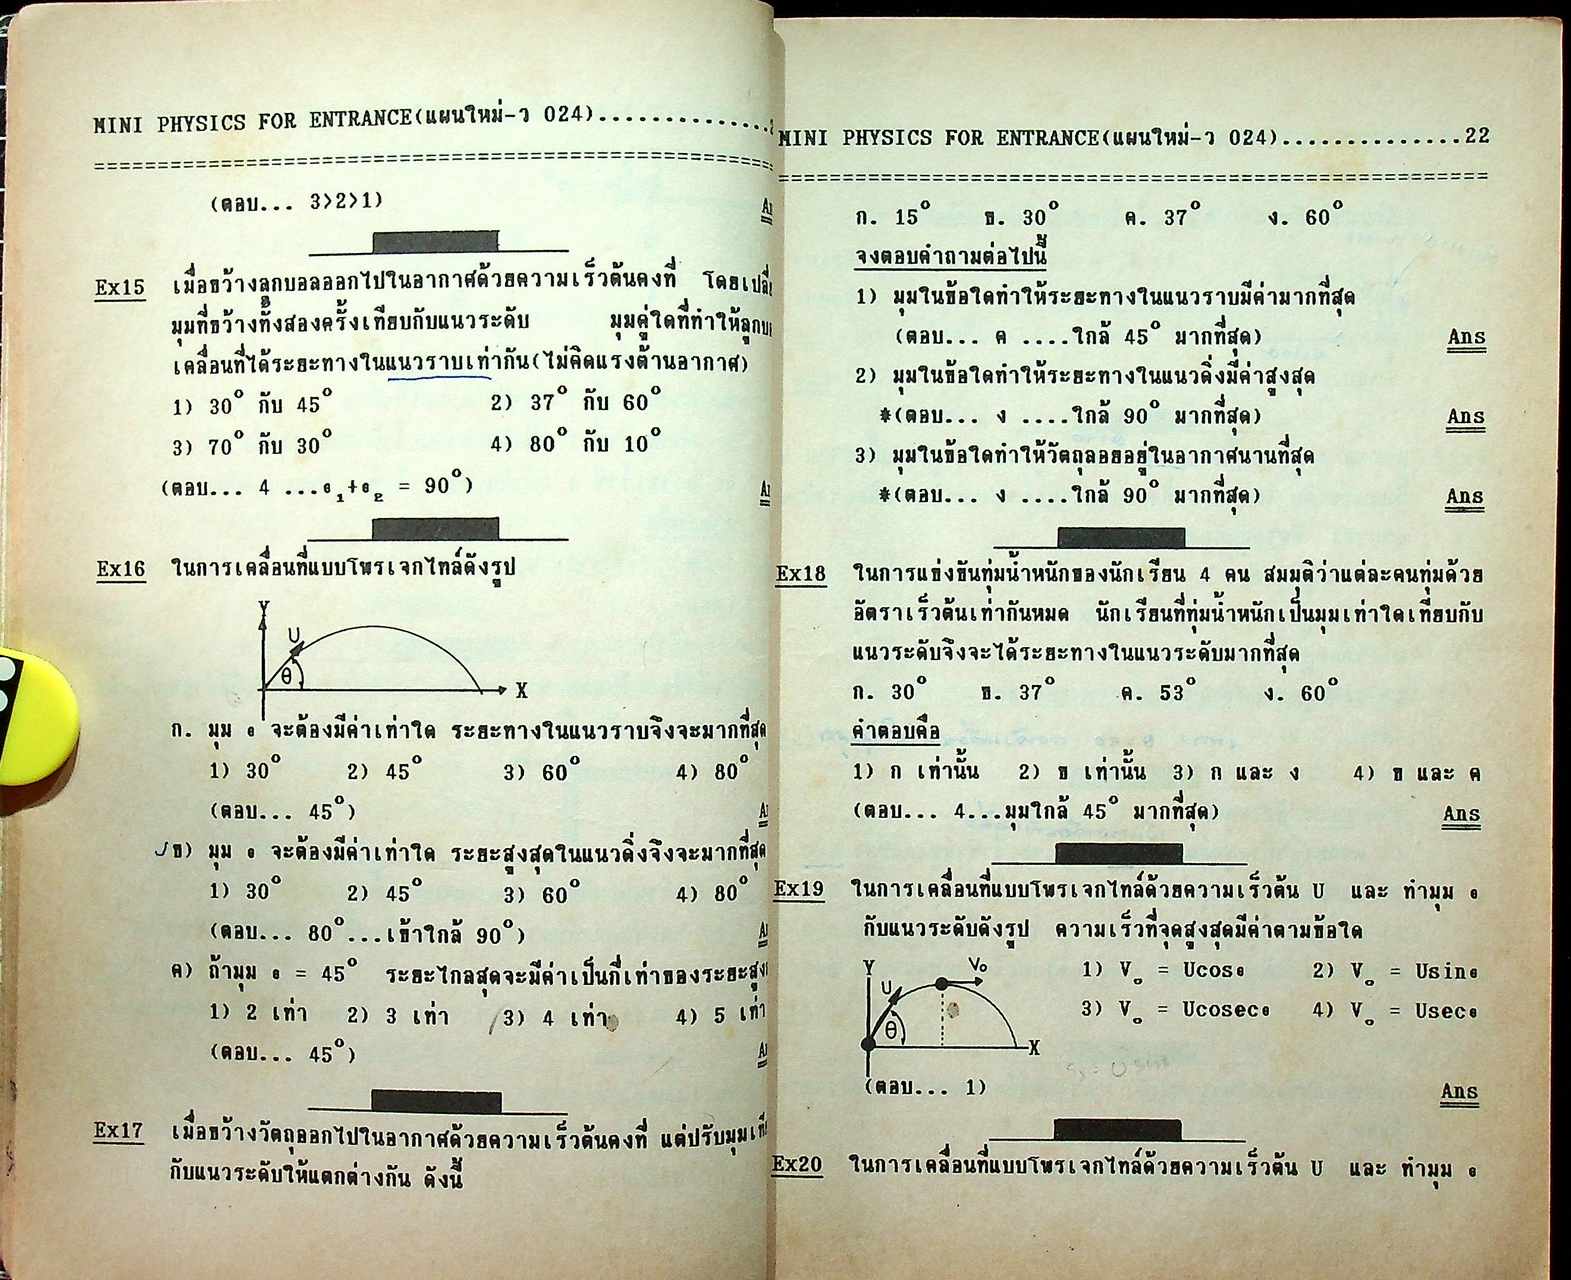 MINI PHYSICS FOR ENTRANCE(แผนใหม่-ว 024)..............
(ตอบ... 3>2>1)
Ex15 เมื่อขว้างลูกบอลออกไปในอากาศด้วยความเร็วต้นคงที่ โดย
มุมที่ขว้างทั้งสองครั้งเทียบกับแนวระดับ มุมคู่ใดที่ทำให้
เคลื่อนที่ได้ระยะทางในแนวราบเท่ากัน(ไม่คิดแรงต้านอากาศ)
1) 30° กับ 45° 2) 37° กับ 60°
3) 70° กับ 30° 4) 80° กับ 10°
(ตอบ... 4 ...θ₁+θ₂ = 90°)
Ex16 ในการเคลื่อนที่แบบโพรเจกไทล์ดังรูป
Y
U
θ
X
ก. มุม θ จะต้องมีค่าเท่าใด ระยะทางในแนวราบจึงจะมากที่สุด
1) 30° 2) 45° 3) 60° 4) 80°
(ตอบ... 45°)
ข) มุม θ จะต้องมีค่าเท่าใด ระยะสูงสุดในแนวดิ่งจึงจะมากที่สุด
1) 30° 2) 45° 3) 60° 4) 80°
(ตอบ... 80°...เข้าใกล้ 90°)
ค) ถ้ามุม θ = 45° ระยะไกลสุดจะมีค่าเป็นกี่เท่าของ
1) 2 เท่า 2) 3 เท่า 3) 4 เท่า 4) 5 เท่า
(ตอบ... 45°)
Ex17 เมื่อขว้างวัตถุออกไปในอากาศด้วยความเร็วต้นคงที่ แต่ปรับมุม
กับแนวระดับให้แตกต่างกัน ดังนี้
MINI PHYSICS FOR ENTRANCE(แผนใหม่-ว 024)..............22
ก. 15° ข. 30° ค. 37° ง. 60°
จงตอบคำถามต่อไปนี้
1) มุมในข้อใดทำให้ระยะทางในแนวราบมีค่ามากที่สุด
(ตอบ... ค ....ใกล้ 45° มากที่สุด) Ans
2) มุมในข้อใดทำให้ระยะทางในแนวดิ่งมีค่าสูงสุด
*(ตอบ... ง ....ใกล้ 90° มากที่สุด) Ans
3) มุมในข้อใดทำให้วัตถุลอยอยู่ในอากาศนานที่สุด
*(ตอบ... ง ....ใกล้ 90° มากที่สุด) Ans
Ex18 ในการแข่งขันทุ่มน้ำหนักของนักเรียน 4 คน สมมุติว่าแต่ละคนทุ่มด้วย
อัตราเร็วต้นเท่ากันหมด นักเรียนที่ทุ่มน้ำหนักเป็นมุมเท่าใดเทียบกับ
แนวระดับจึงจะได้ระยะทางในแนวระดับมากที่สุด
ก. 30° ข. 37° ค. 53° ง. 60°
คำตอบคือ
1) ก เท่านั้น 2) ข เท่านั้น 3) ก และ ง 4) ข และ ค
(ตอบ... 4...มุมใกล้ 45° มากที่สุด) Ans
Ex19 ในการเคลื่อนที่แบบโพรเจกไทล์ด้วยความเร็วต้น U และ ทำมุม θ
กับแนวระดับดังรูป ความเร็วที่จุดสูงสุดมีค่าตามข้อใด
Y
U
V₀
θ
X
1) V₀ = Ucosθ 2) V₀ = Usinθ
3) V₀ = Ucosecθ 4) V₀ = Usecθ
(ตอบ... 1) Ans
Ex20 ในการเคลื่อนที่แบบโพรเจกไทล์ด้วยความเร็วต้น U และ ทำมุม θ